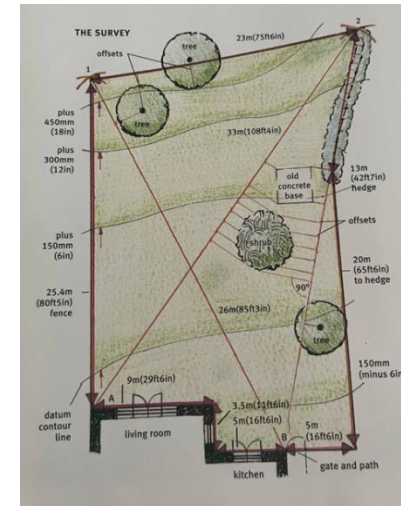 THE SURVEY
offsets
tree
23m(75ft6in)
2
1
tree
plus
450mm
(18in)
33m(108ft4in)
plus
300mm
(12in)
old
concrete
base
13m
(42ft7in)
hedge
offsets
plus
150mm
(6in)
shrub
20m
(65ft6in)
to hedge
90°
25.4m
(80ft5in)
fence
26m(85ft3in)
tree
150mm
(minus 6in
9m(29ft6in)
A
3.5m(11ft6in)
5m(16ft6in)
5m
(16ft6in)
datum
contour
line
living room
B
kitchen
gate and path